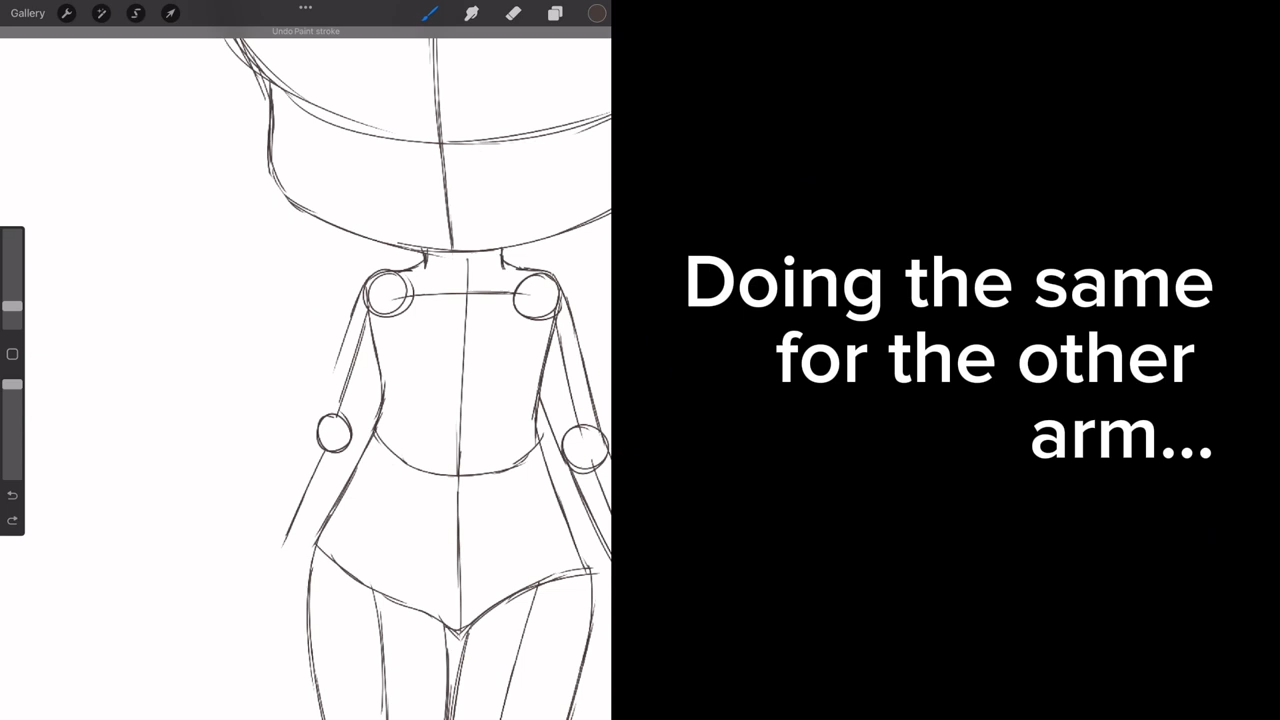 Gallery
Undo Paint stroke
Doing the same
for the other
arm...